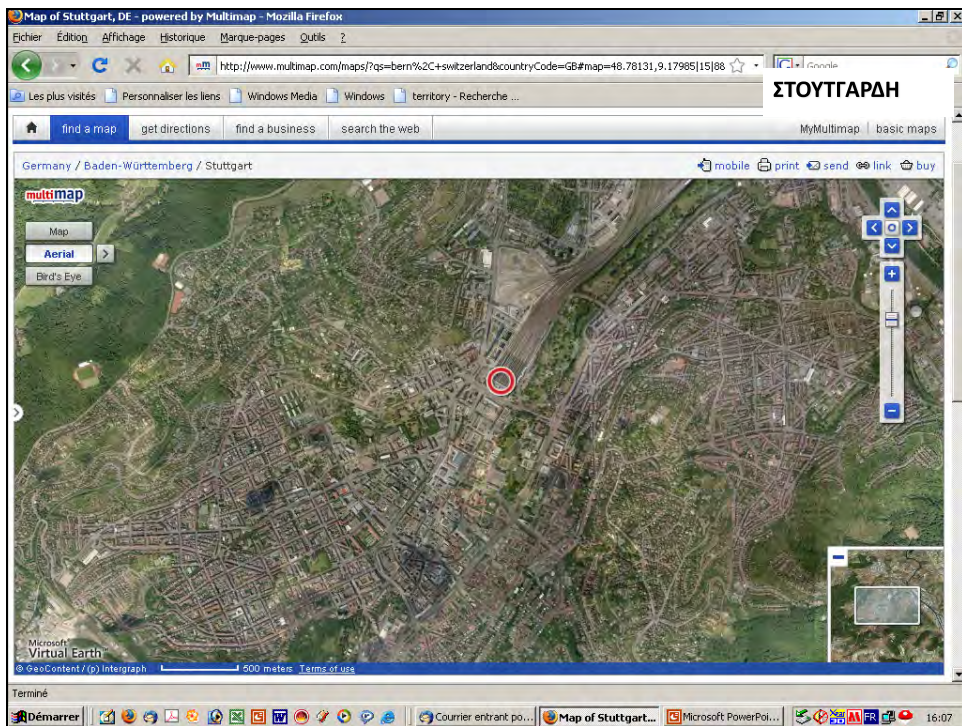 Map of Stuttgart, DE - powered by Multimap - Mozilla Firefox
Fichier Édition Affichage Historique Marque-pages Outils ?
http://www.multimap.com/maps/?qs=bern%2C+switzerland&countryCode=GB#map=48.78131,9.17985|15|88
Google
Les plus visités Personnaliser les liens Windows Media Windows territory - Recherche ...
ΣΤΟΥΤΓΑΡΔΗ
find a map get directions find a business search the web MyMultimap basic maps
Germany / Baden-Württemberg / Stuttgart mobile print send link buy
multimap
Map
Aerial
Bird's Eye
Microsoft
Virtual Earth
© GeoContent / (p) Intergraph 500 meters Terms of use
Terminé
Démarrer Courrier entrant po... Map of Stuttgart... Microsoft PowerPoi... FR 16:07